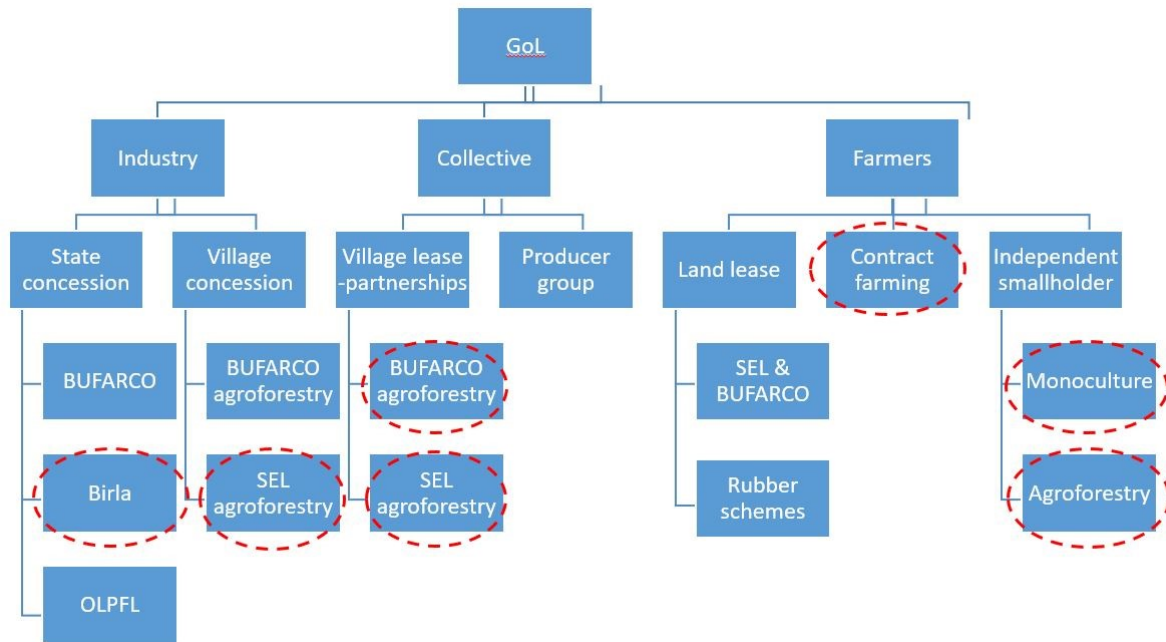 GoL
Industry
Collective
Farmers
State
concession
Village
concession
Village lease
-partnerships
Producer
group
Land lease
Contract
farming
Independent
smallholder
BUFARCO
BUFARCO
agroforestry
BUFARCO
agroforestry
SEL &
BUFARCO
Monoculture
Birla
SEL
agroforestry
SEL
agroforestry
Rubber
schemes
Agroforestry
OLPFL